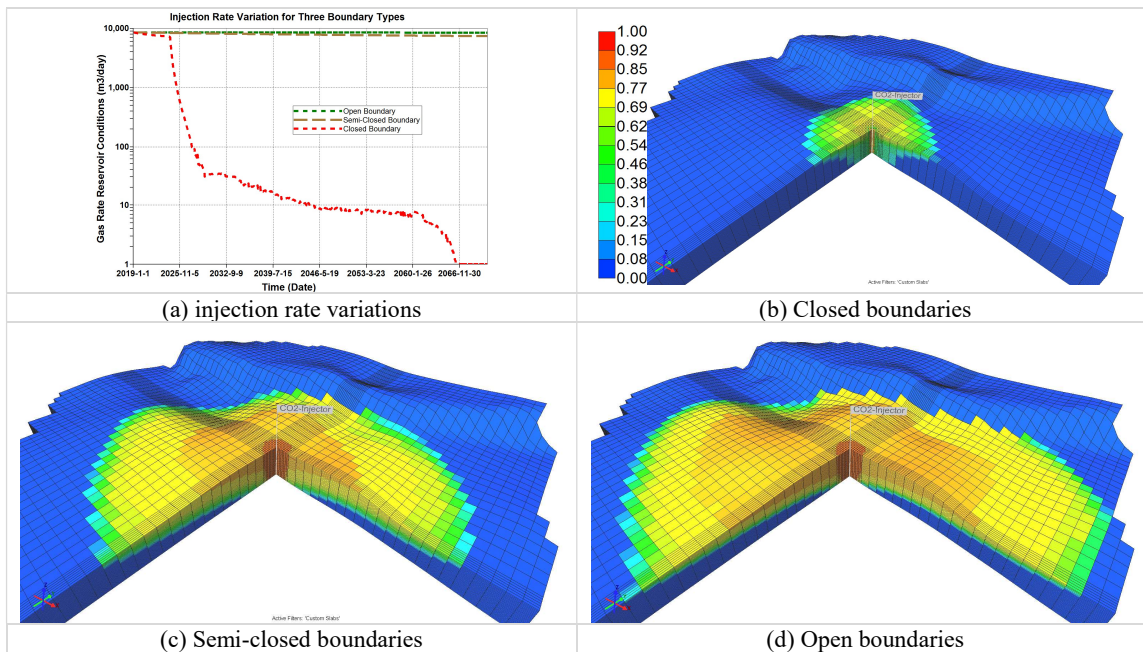 Injection Rate Variation for Three Boundary Types
Gas Rate Reservoir Conditions (m3/day)
10,000
1,000
100
10
1
Open Boundary
Semi-Closed Boundary
Closed Boundary
2019-1-1 2025-11-5 2032-9-9 2039-7-15 2046-5-19 2053-3-23 2060-1-26 2066-11-30
Time (Date)
(a) injection rate variations
1.00
0.92
0.85
0.77
0.69
0.62
0.54
0.46
0.38
0.31
0.23
0.15
0.08
0.00
CO2-Injector
Active Filters: 'Custom Slabs'
(b) Closed boundaries
CO2-Injector
Active Filters: 'Custom Slabs'
(c) Semi-closed boundaries
CO2-Injector
Active Filters: 'Custom Slabs'
(d) Open boundaries